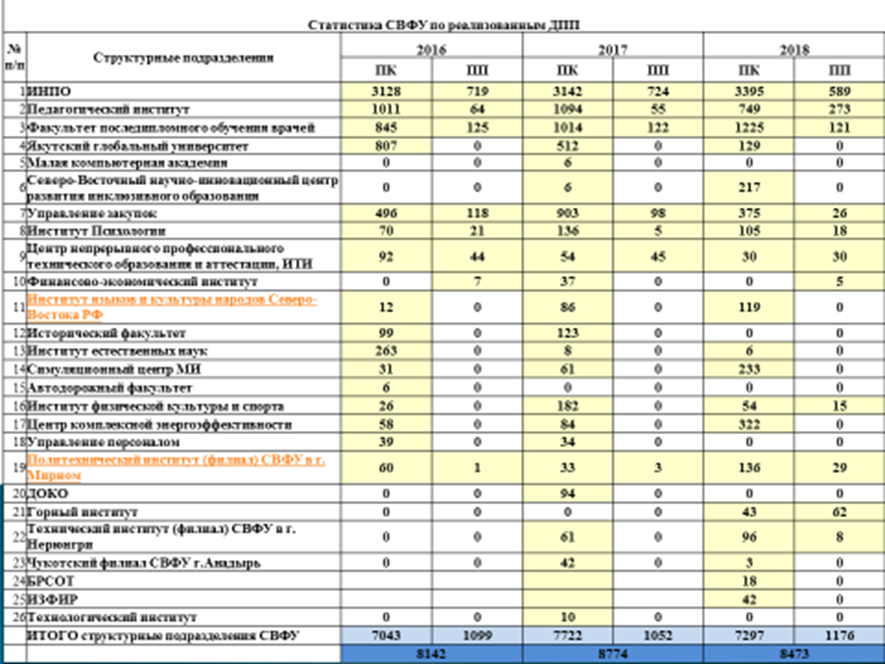 Статистика СВФУ по реализованным ДПП
№ п/п Структурные подразделения 2016 2017 2018
ПК ПП ПК ПП ПК ПП
1 ИНПО 3128 719 3142 724 3395 589
2 Педагогический институт 1011 64 1094 55 749 273
3 Факультет последипломного обучения врачей 845 125 1014 122 1225 121
4 Якутский глобальный университет 807 0 512 0 129 0
5 Малая компьютерная академия 0 0 6 0 0 0
6 Северо-Восточный научно-инновационный центр
развития инклюзивного образования 0 0 6 0 217 0
7 Управление закупок 496 118 903 98 375 26
8 Институт Психологии 70 21 136 5 105 18
9 Центр непрерывного профессионального
технического образования и аттестации, ИТИ 92 44 54 45 30 30
10 Финансово-экономический институт 0 7 37 0 0 5
11 Институт языков и культуры народов Северо-
Востока РФ 12 0 86 0 119 0
12 Исторический факультет 99 0 123 0 0 0
13 Институт естественных наук 263 0 8 0 6 0
14 Симуляционный центр МИ 31 0 61 0 233 0
15 Автодорожный факультет 6 0 0 0 0 0
16 Институт физической культуры и спорта 26 0 182 0 54 15
17 Центр комплексной энергоэффективности 58 0 84 0 322 0
18 Управление персоналом 39 0 34 0 0 0
19 Политехнический институт (филиал) СВФУ в г.
Мирном 60 1 33 3 136 29
20 ДОКО 0 0 94 0 0 0
21 Горный институт 0 0 0 0 43 62
22 Технический институт (филиал) СВФУ в г.
Нерюнгри 0 0 61 0 96 8
23 Чукотский филиал СВФУ г.Анадырь 0 0 42 0 3 0
24 БРСОТ 18 0
25 ИЗФИР 42 0
26 Технологический институт 0 0 10 0 0 0
ИТОГО структурные подразделения СВФУ 7043 1099 7722 1052 7297 1176
8142 8774 8473